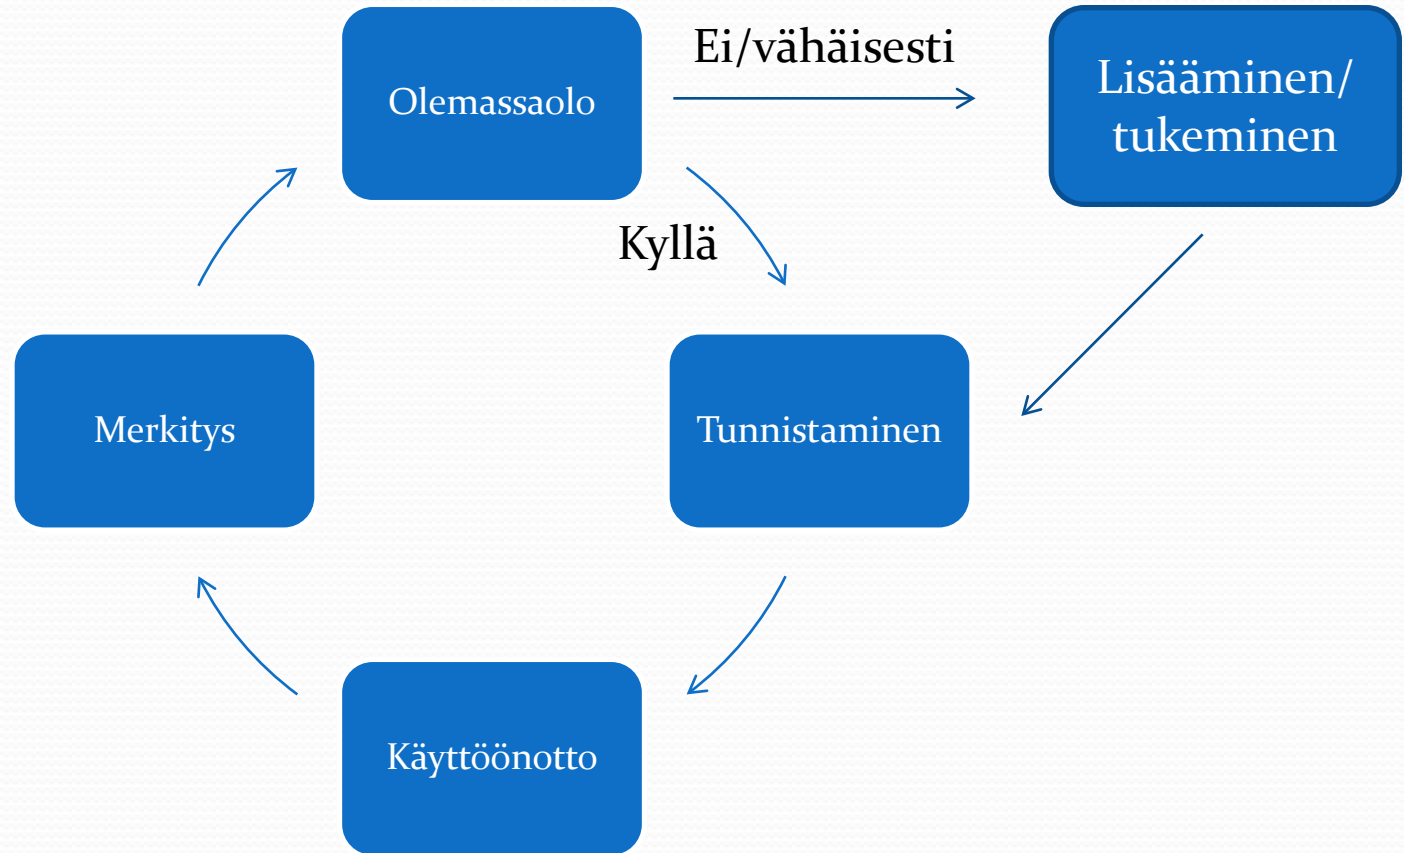 Olemassaolo
Ei/vähäisesti
Lisääminen/
tukeminen
Kyllä
Merkitys
Tunnistaminen
Käyttöönotto